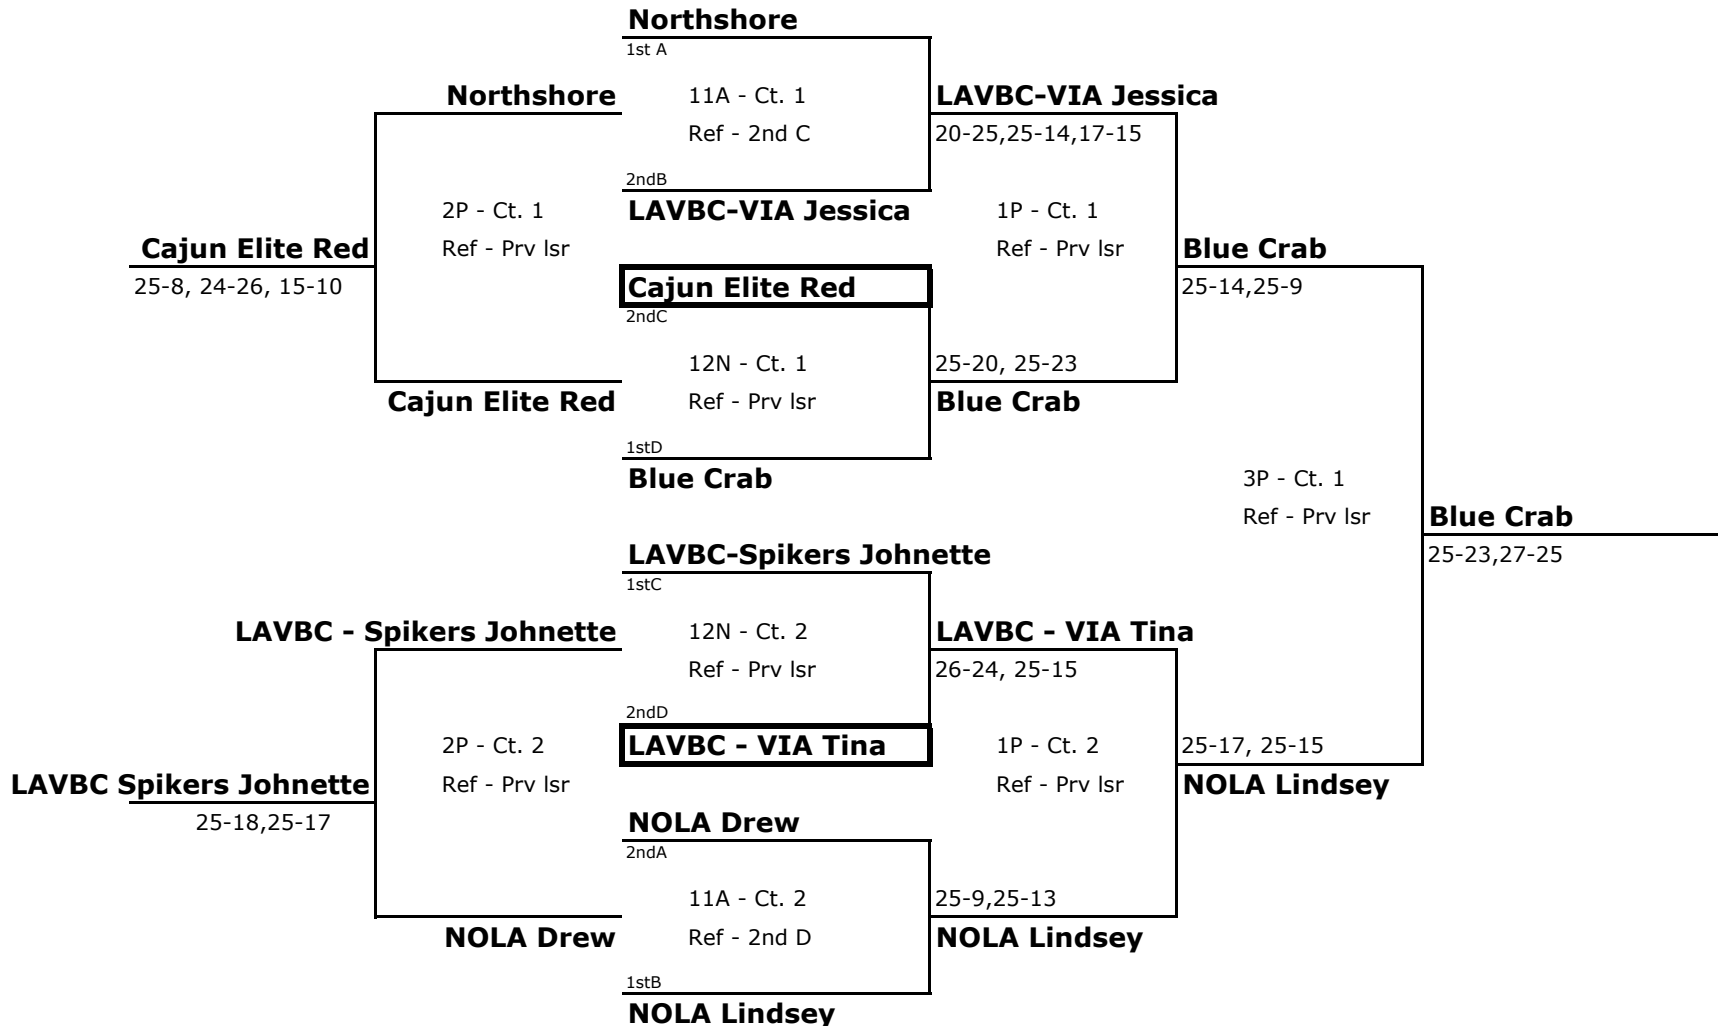 Northshore
1st A
Northshore 11A - Ct. 1 LAVBC-VIA Jessica
Ref - 2nd C 20-25,25-14,17-15
2ndB
2P - Ct. 1 LAVBC-VIA Jessica 1P - Ct. 1
Cajun Elite Red Ref - Prv lsr Ref - Prv lsr Blue Crab
25-8, 24-26, 15-10 Cajun Elite Red 25-14,25-9
2ndC
12N - Ct. 1 25-20, 25-23
Cajun Elite Red Ref - Prv lsr Blue Crab
1stD
Blue Crab 3P - Ct. 1
Ref - Prv lsr Blue Crab
LAVBC-Spikers Johnette 25-23,27-25
1stC
LAVBC - Spikers Johnette 12N - Ct. 2 LAVBC - VIA Tina
Ref - Prv lsr 26-24, 25-15
2ndD
2P - Ct. 2 LAVBC - VIA Tina 1P - Ct. 2 25-17, 25-15
LAVBC Spikers Johnette Ref - Prv lsr Ref - Prv lsr NOLA Lindsey
25-18,25-17 NOLA Drew
2ndA
11A - Ct. 2 25-9,25-13
NOLA Drew Ref - 2nd D NOLA Lindsey
1stB
NOLA Lindsey